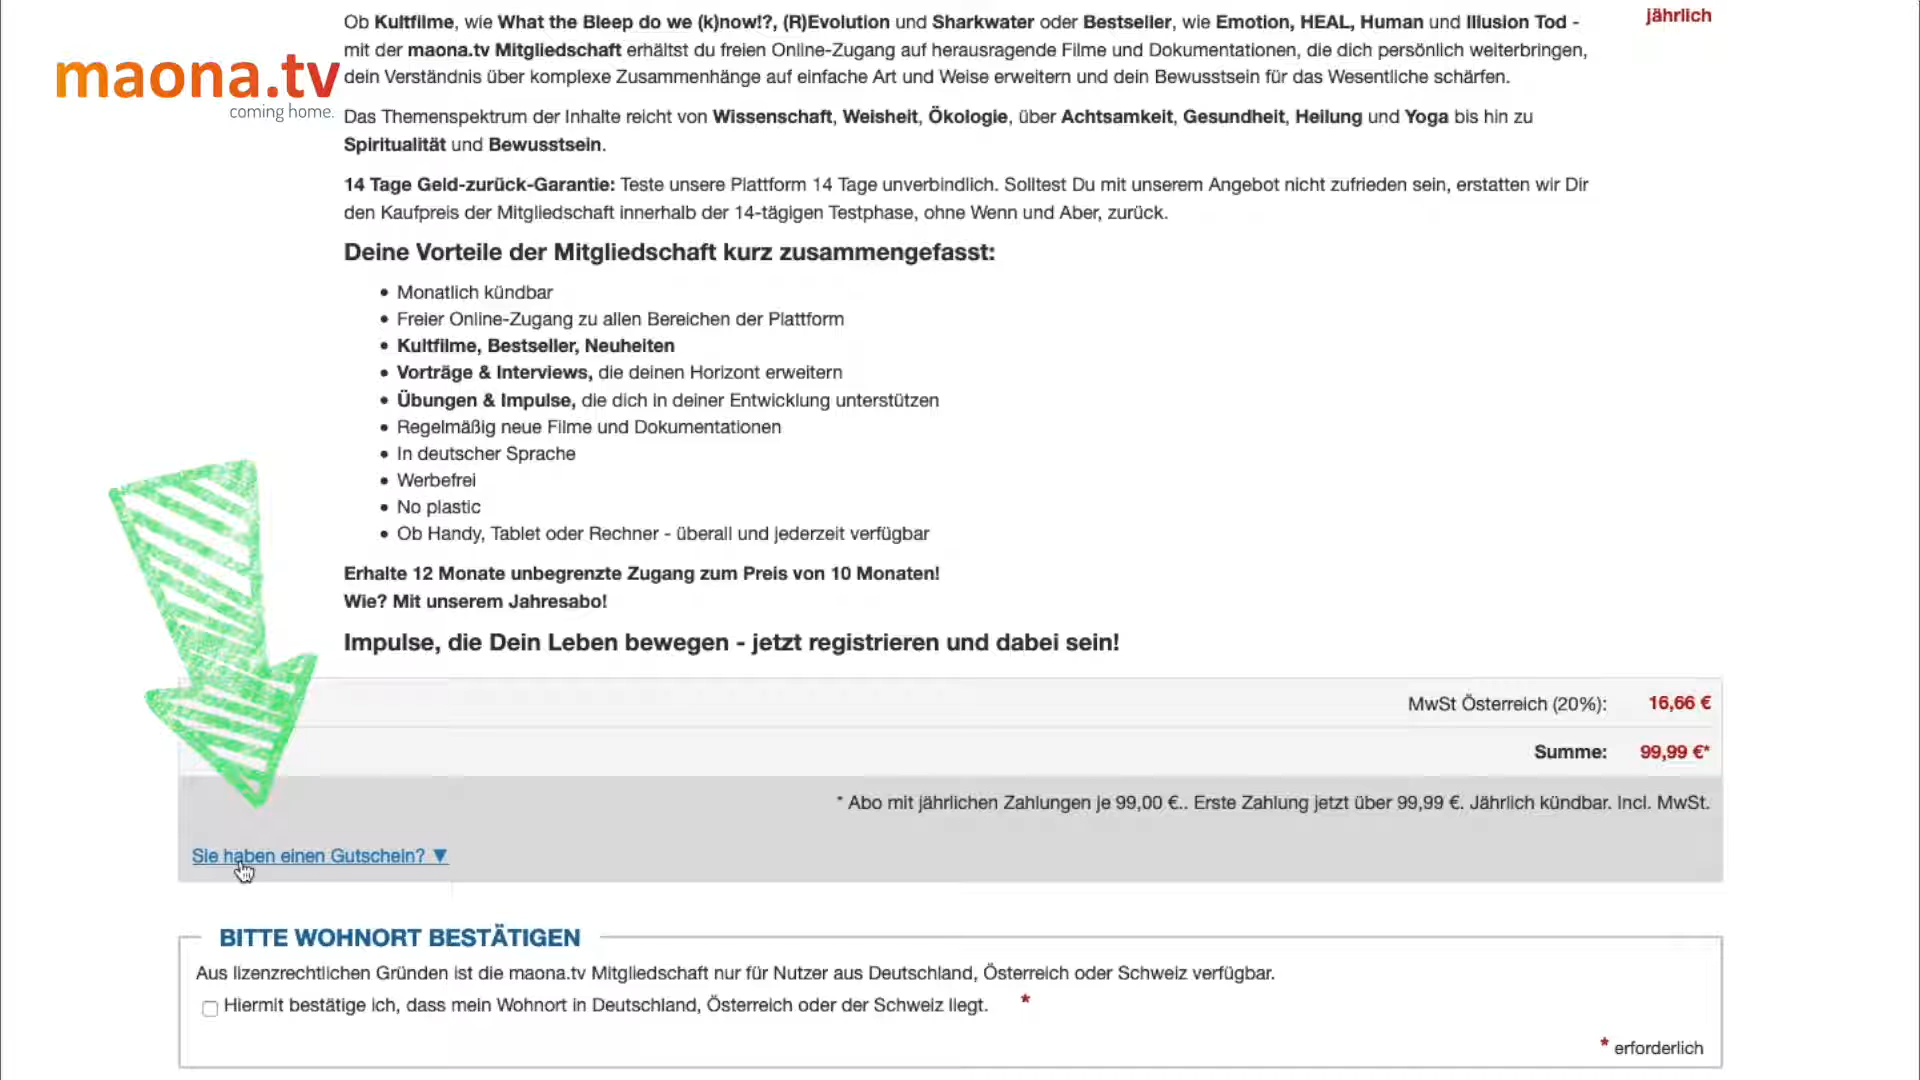 Ob Kultfilme, wie What the Bleep do we (k)now!?, (R)Evolution und Sharkwater oder Bestseller, wie Emotion, HEAL, Human und Illusion Tod -
jährlich
mit der maona.tv Mitgliedschaft erhältst du freien Online-Zugang auf herausragende Filme und Dokumentationen, die dich persönlich weiterbringen,
dein Verständnis über komplexe Zusammenhänge auf einfache Art und Weise erweitern und dein Bewusstsein für das Wesentliche schärfen.
maona.tv
coming home.
Das Themenspektrum der Inhalte reicht von Wissenschaft, Weisheit, Ökologie, über Achtsamkeit, Gesundheit, Heilung und Yoga bis hin zu
Spiritualität und Bewusstsein.
14 Tage Geld-zurück-Garantie: Teste unsere Plattform 14 Tage unverbindlich. Solltest Du mit unserem Angebot nicht zufrieden sein, erstatten wir Dir
den Kaufpreis der Mitgliedschaft innerhalb der 14-tägigen Testphase, ohne Wenn und Aber, zurück.
Deine Vorteile der Mitgliedschaft kurz zusammengefasst:
• Monatlich kündbar
• Freier Online-Zugang zu allen Bereichen der Plattform
• Kultfilme, Bestseller, Neuheiten
• Vorträge & Interviews, die deinen Horizont erweitern
• Übungen & Impulse, die dich in deiner Entwicklung unterstützen
• Regelmäßig neue Filme und Dokumentationen
• In deutscher Sprache
• Werbefrei
• No plastic
• Ob Handy, Tablet oder Rechner - überall und jederzeit verfügbar
Erhalte 12 Monate unbegrenzte Zugang zum Preis von 10 Monaten!
Wie? Mit unserem Jahresabo!
Impulse, die Dein Leben bewegen - jetzt registrieren und dabei sein!
MwSt Österreich (20%): 16,66 €
Summe: 99,99 €*
* Abo mit jährlichen Zahlungen je 99,00 €.. Erste Zahlung jetzt über 99,99 €. Jährlich kündbar. Incl. MwSt.
Sie haben einen Gutschein? ▼
BITTE WOHNORT BESTÄTIGEN
Aus lizenzrechtlichen Gründen ist die maona.tv Mitgliedschaft nur für Nutzer aus Deutschland, Österreich oder Schweiz verfügbar.
Hiermit bestätige ich, dass mein Wohnort in Deutschland, Österreich oder der Schweiz liegt. *
* erforderlich